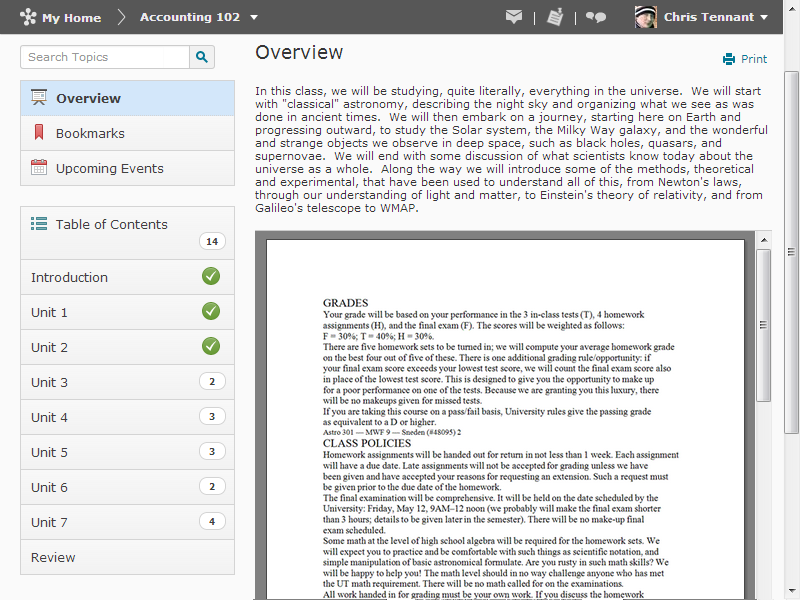 My Home
Accounting 102
Chris Tennant
Search Topics
Overview
Bookmarks
Upcoming Events
Table of Contents
14
Introduction
Unit 1
Unit 2
Unit 3
2
Unit 4
3
Unit 5
3
Unit 6
2
Unit 7
4
Review
Overview
Print
In this class, we will be studying, quite literally, everything in the universe.  We will start
with "classical" astronomy, describing the night sky and organizing what we see as was
done in ancient times.  We will then embark on a journey, starting here on Earth and
progressing outward, to study the Solar system, the Milky Way galaxy, and the wonderful
and strange objects we observe in deep space, such as black holes, quasars, and
supernovae.  We will end with some discussion of what scientists know today about the
universe as a whole.  Along the way we will introduce some of the methods, theoretical
and experimental, that have been used to understand all of this, from Newton's laws,
through our understanding of light and matter, to Einstein's theory of relativity, and from
Galileo's telescope to WMAP.
GRADES
Your grade will be based on your performance in the 3 in-class tests (T), 4 homework
assignments (H), and the final exam (F). The scores will be weighted as follows:
F = 30%; T = 40%; H = 30%.
There are five homework sets to be turned in; we will compute your average homework grade
on the best four out of five of these. There is one additional grading rule/opportunity: if
your final exam score exceeds your lowest test score, we will count the final exam score also
in place of the lowest test score. This is designed to give you the opportunity to make up
for a poor performance on one of the tests. Because we are granting you this luxury, there
will be no makeups given for missed tests.
If you are taking this course on a pass/fail basis, University rules give the passing grade
as equivalent to a D or higher.
Astro 301 — MWF 9 — Sneden (#48095) 2
CLASS POLICIES
Homework assignments will be handed out for return in not less than 1 week. Each assignment
will have a due date. Late assignments will not be accepted for grading unless we have
been given and have accepted your reasons for requesting an extension. Such a request must
be given prior to the due date of the homework.
The final examination will be comprehensive. It will be held on the date scheduled by the
University: Friday, May 12, 9AM–12 noon (we probably will make the final exam shorter
than 3 hours; details to be given later in the semester). There will be no make-up final
exam scheduled.
Some math at the level of high school algebra will be required for the homework sets. We
will expect you to practice and be comfortable with such things as scientific notation, and
simple manipulation of basic astronomical formulate. Are you rusty in such math skills? We
will be happy to help you! The math level should in no way challenge anyone who has met
the UT math requirement. There will be no math called for on the examinations.
All work handed in for grading must be your own work. If you discuss the homework